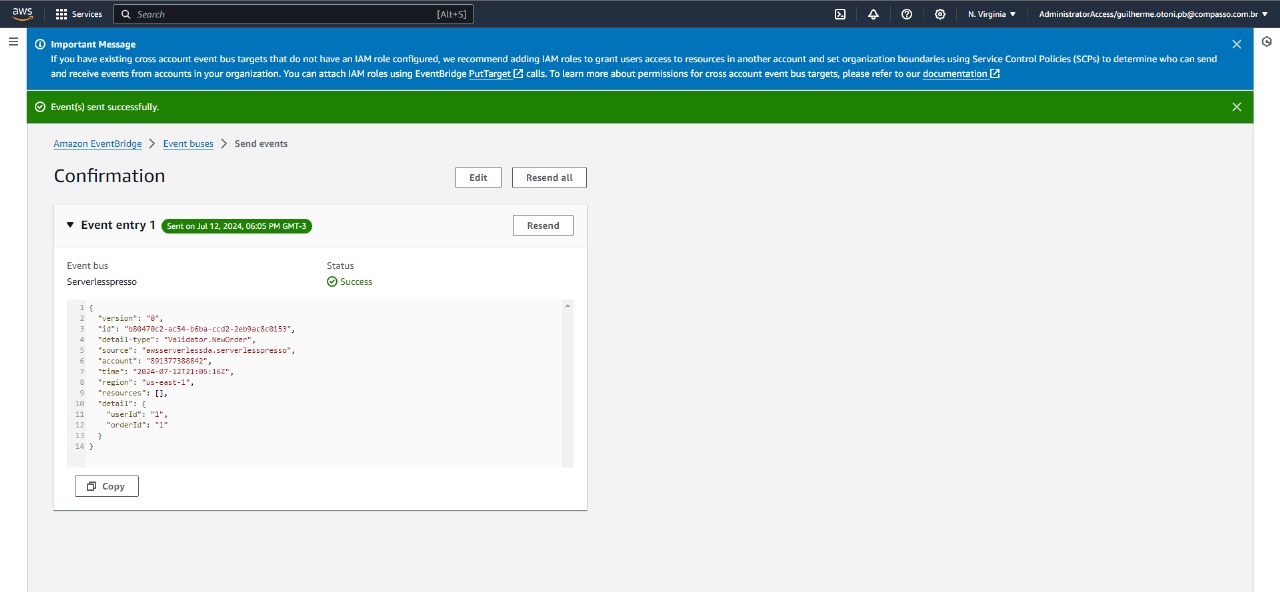 aws Services Search [Alt+S] N. Virginia AdministratorAccess/guilherme.otoni.pb@compasso.com.br
Important Message
If you have existing cross account event bus targets that do not have an IAM role configured, we recommend adding IAM roles to grant users access to resources in another account and set organization boundaries using Service Control Policies (SCPs) to determine who can send
and receive events from accounts in your organization. You can attach IAM roles using EventBridge PutTarget calls. To learn more about permissions for cross account event bus targets, please refer to our documentation
Event(s) sent successfully.
Amazon EventBridge > Event buses > Send events
Confirmation Edit Resend all
Event entry 1 Sent on Jul 12, 2024, 06:05 PM GMT-3 Resend
Event bus Status
Serverlesspresso Success
1 {
2 "version": "0",
3 "id": "b80470c2-ac54-b6ba-ccd2-2eb9ac8c0153",
4 "detail-type": "Validator.NewOrder",
5 "source": "awsserverlessda.serverlesspresso",
6 "account": "891377388842",
7 "time": "2024-07-12T21:05:16Z",
8 "region": "us-east-1",
9 "resources": [],
10 "detail": {
11 "userId": "1",
12 "orderId": "1"
13 }
14 }
Copy